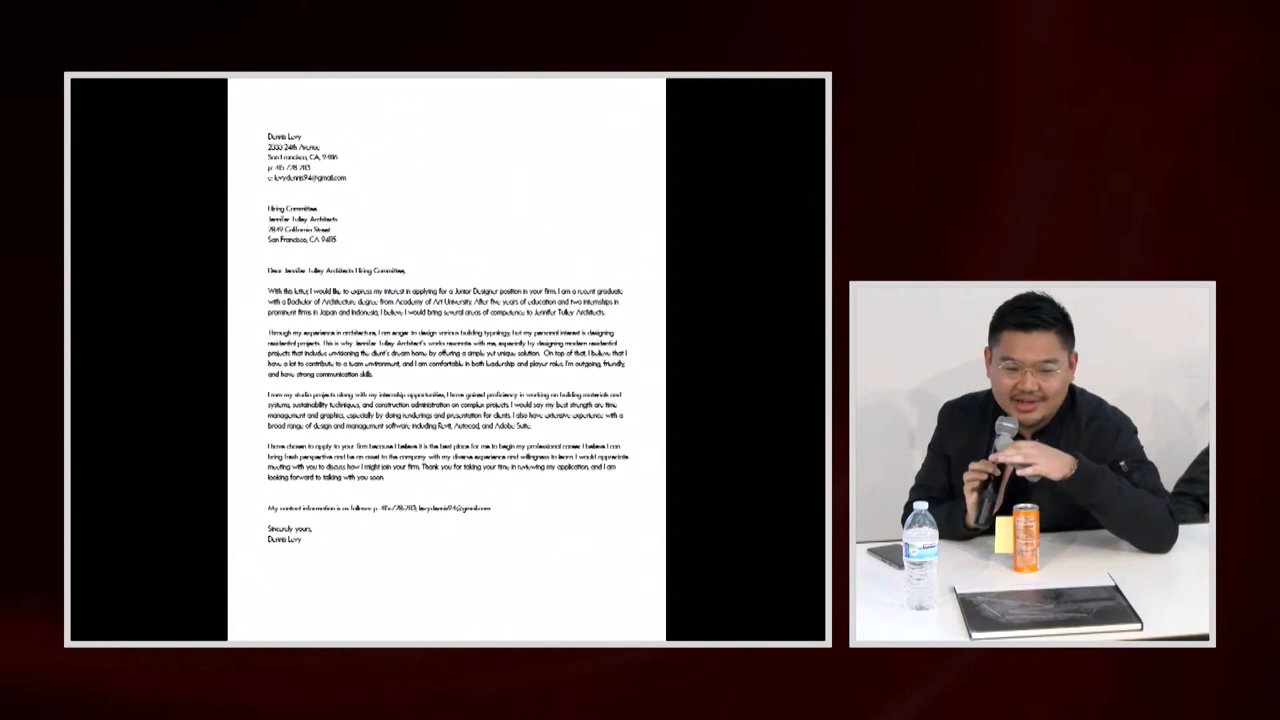 Dennis Levy
2000 24th Avenue
San Francisco, CA, 94116
e: levydennis94@gmail.com
Hiring Committee
Jennifer Tulley Architects
San Francisco, CA 94115
Dear Jennifer Tulley Architects Hiring Committee,
With this letter, I would like to express my interest in applying for a Junior Designer position in your firm. I am a recent graduate
with a Bachelor of Architecture degree from Academy of Art University. After five years of education and two internships in
prominent firms in Japan and Indonesia, I believe I would bring several areas of competence to Jennifer Tulley Architects.
Through my experience in architecture, I am eager to design various building typology, but my personal interest is designing
residential projects. This is why Jennifer Tulley Architect's works resonate with me, especially by designing modern residential
projects that includes envisioning the client's dream home by offering a simple yet unique solution. On top of that, I believe that I
have a lot to contribute to a team environment, and I am comfortable in both leadership and player roles. I'm outgoing, friendly,
and have strong communication skills.
From my studio projects along with my internship opportunities, I have gained proficiency in working on building materials and
systems, sustainability techniques, and construction administration on complex projects. I would say my best strength are time
management and graphics, especially by doing renderings and presentation for clients. I also have extensive experience with a
broad range of design and management software including Revit, Autocad, and Adobe Suite.
I have chosen to apply to your firm because I believe it is the best place for me to begin my professional career. I believe I can
bring fresh perspective and be an asset to the company with my diverse experience and willingness to learn. I would appreciate
meeting with you to discuss how I might join your firm. Thank you for taking your time in reviewing my application, and I am
looking forward to talking with you soon.
My contact information is as follows: p. levydennis94@gmail.com
Sincerely yours,
Dennis Levy